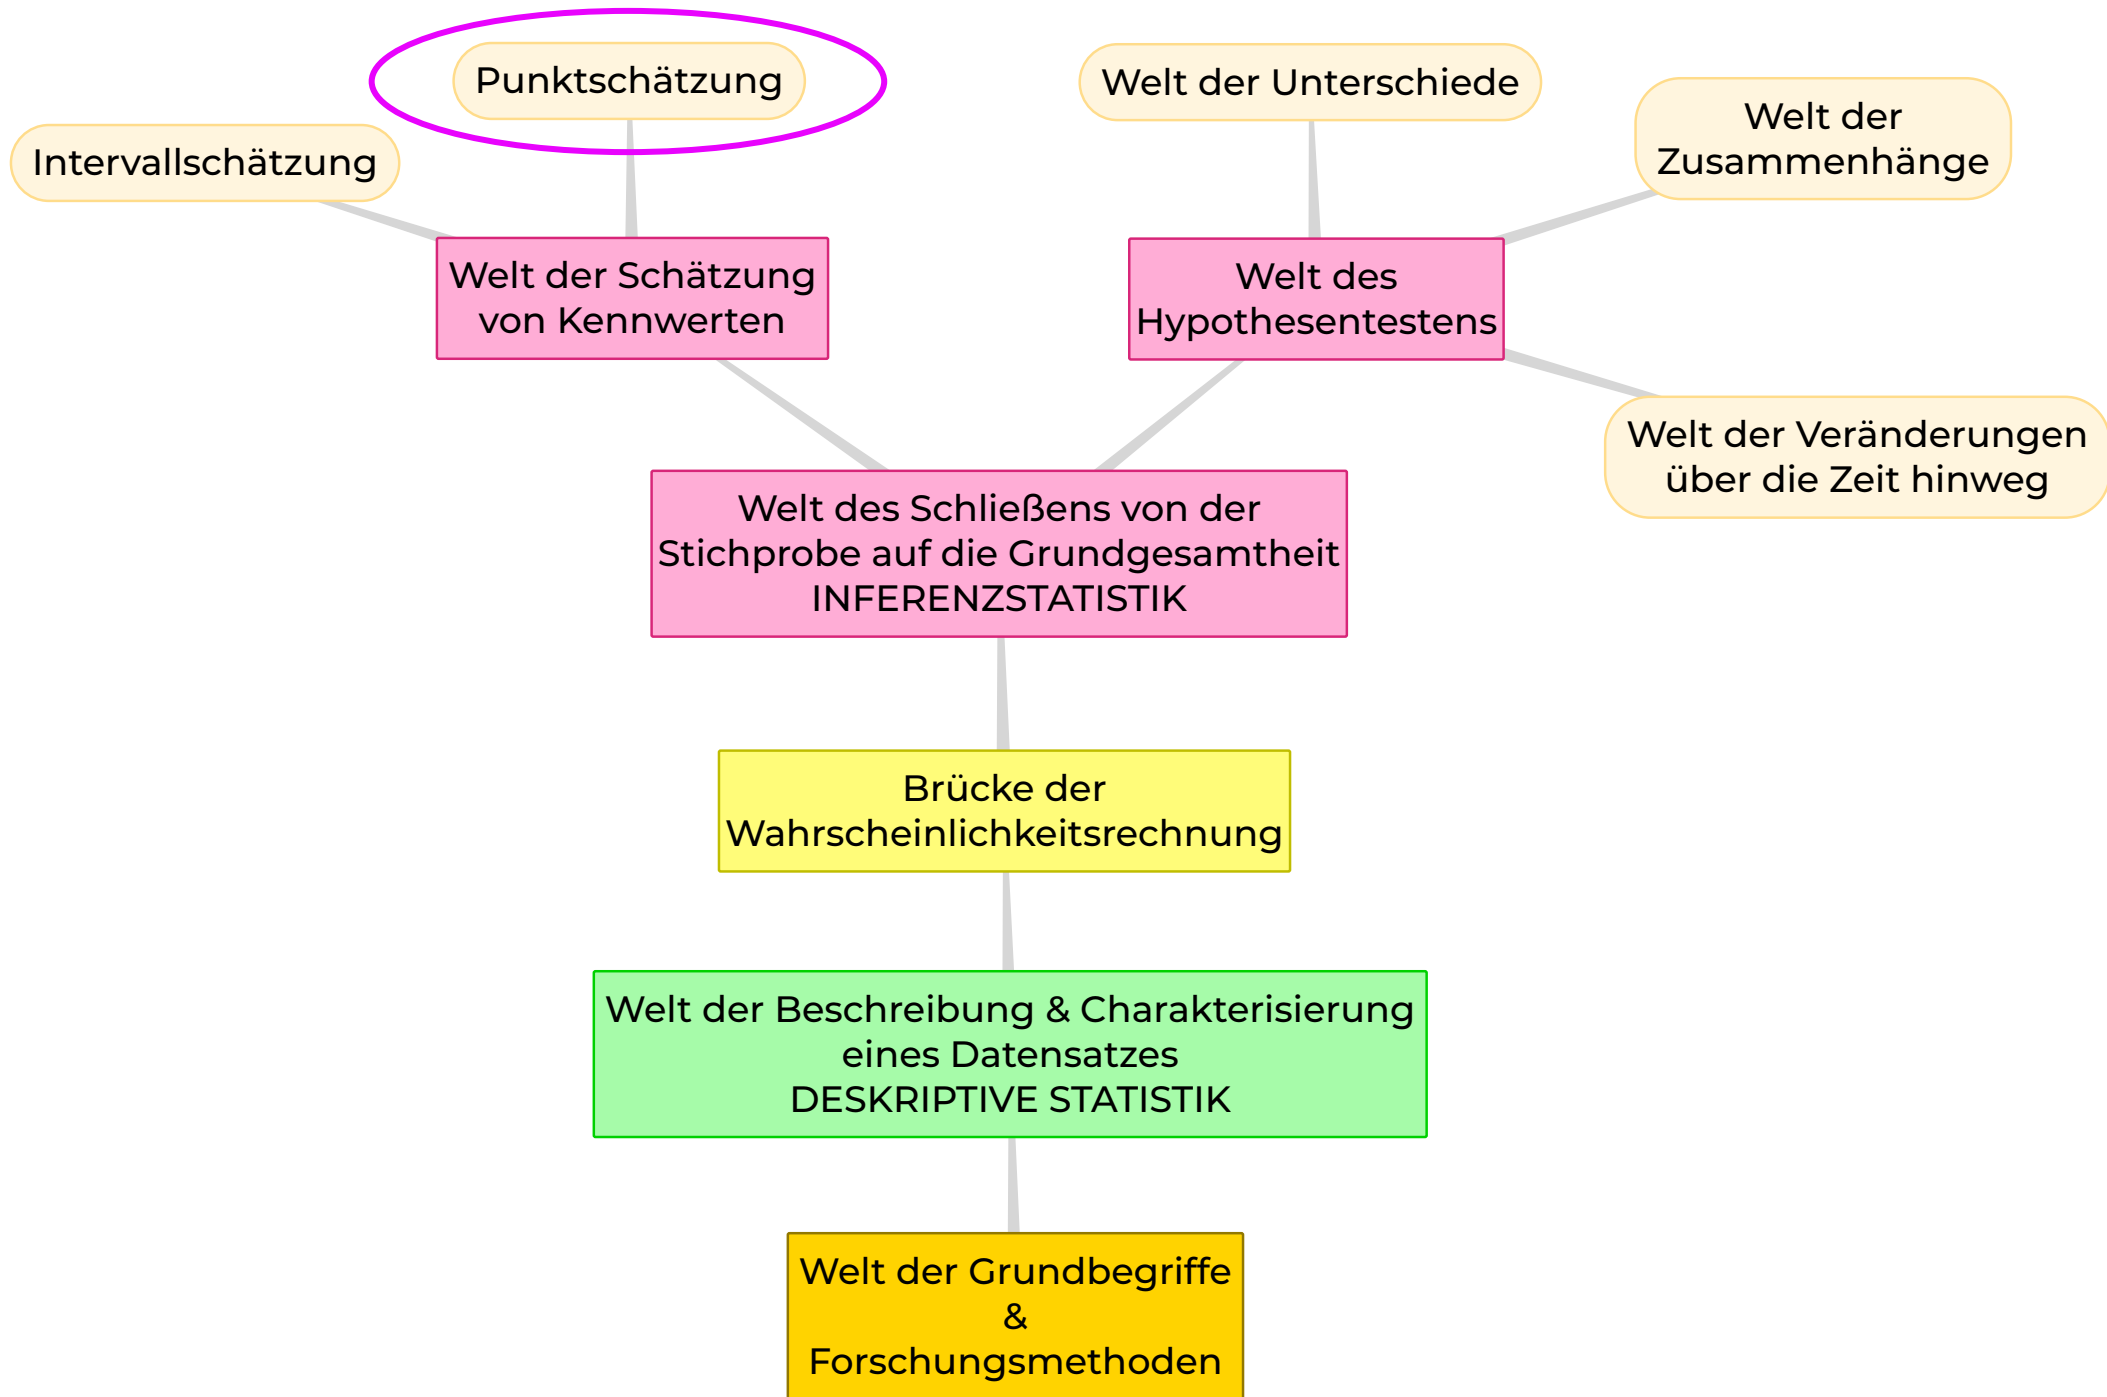 Punktschätzung
Welt der Unterschiede
Intervallschätzung
Welt der
Zusammenhänge
Welt der Schätzung
von Kennwerten
Welt des
Hypothesentestens
Welt der Veränderungen
über die Zeit hinweg
Welt des Schließens von der
Stichprobe auf die Grundgesamtheit
INFERENZSTATISTIK
Brücke der
Wahrscheinlichkeitsrechnung
Welt der Beschreibung & Charakterisierung
eines Datensatzes
DESKRIPTIVE STATISTIK
Welt der Grundbegriffe
&
Forschungsmethoden